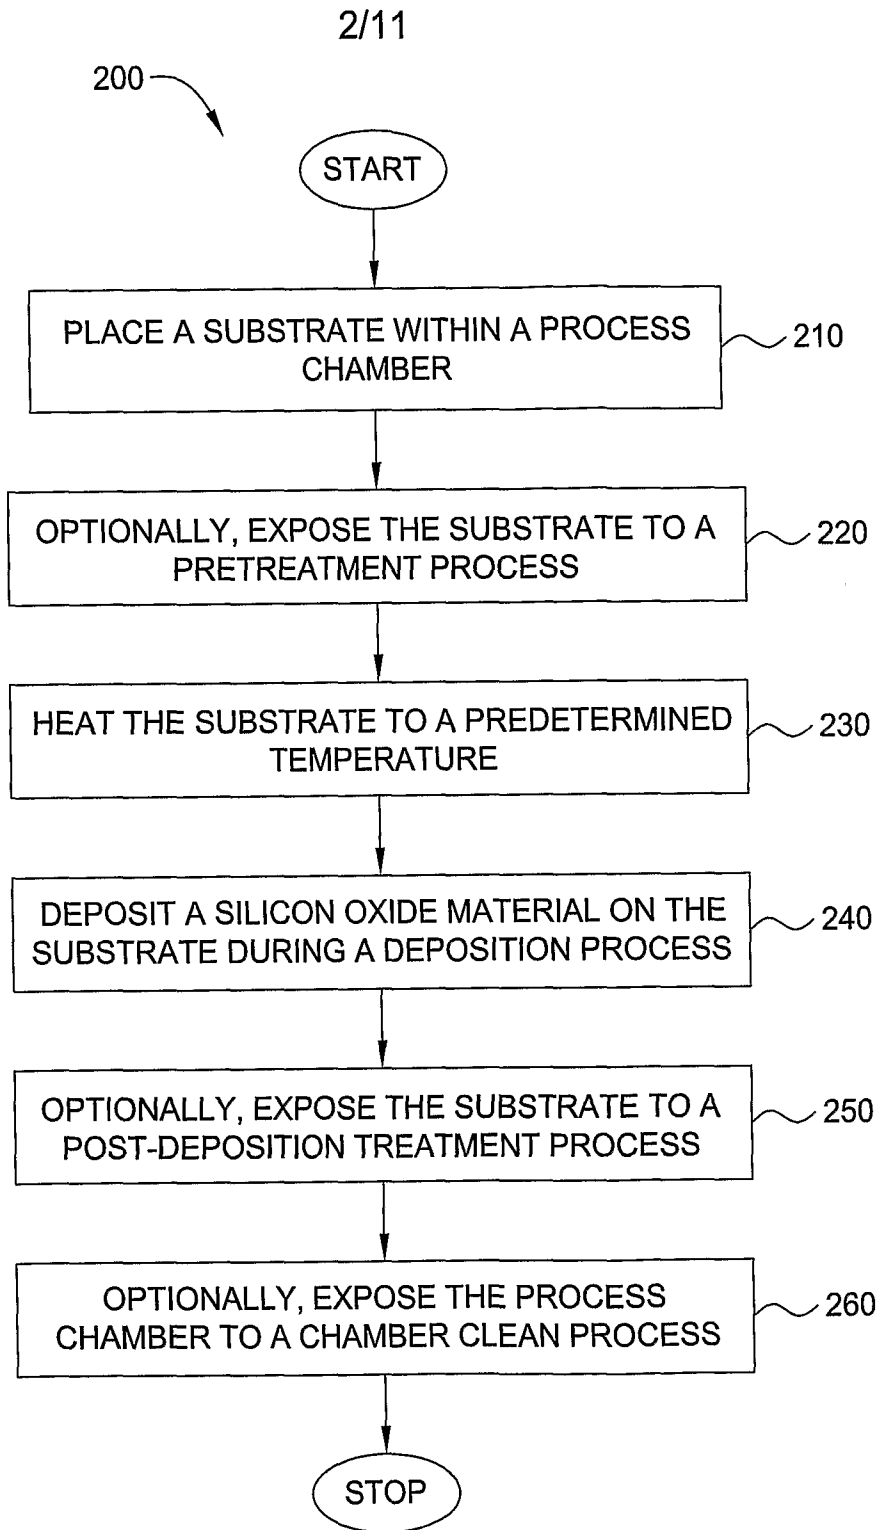 2/11
200
START
PLACE A SUBSTRATE WITHIN A PROCESS
CHAMBER
210
OPTIONALLY, EXPOSE THE SUBSTRATE TO A
PRETREATMENT PROCESS
220
HEAT THE SUBSTRATE TO A PREDETERMINED
TEMPERATURE
230
DEPOSIT A SILICON OXIDE MATERIAL ON THE
SUBSTRATE DURING A DEPOSITION PROCESS
240
OPTIONALLY, EXPOSE THE SUBSTRATE TO A
POST-DEPOSITION TREATMENT PROCESS
250
OPTIONALLY, EXPOSE THE PROCESS
CHAMBER TO A CHAMBER CLEAN PROCESS
260
STOP